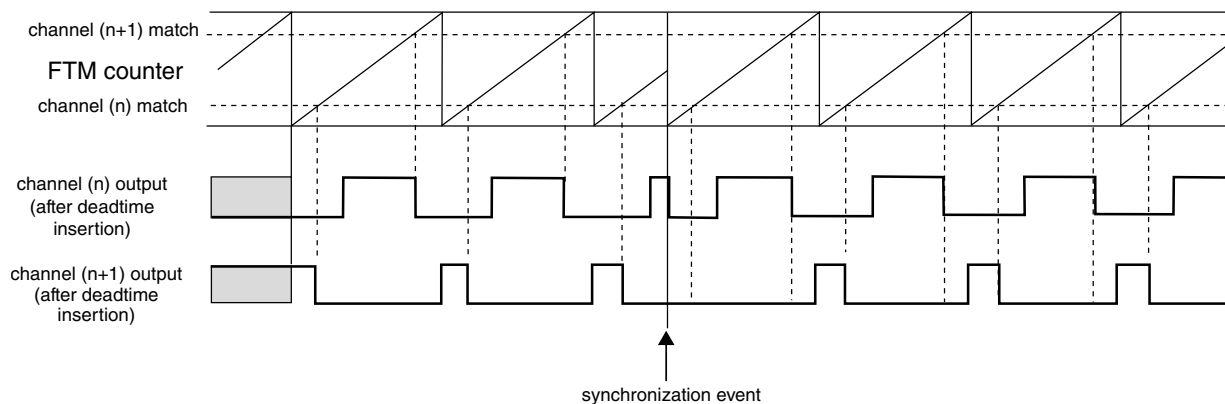 channel (n+1) match
FTM counter
channel (n) match
channel (n) output
(after deadtime
insertion)
channel (n+1) output
(after deadtime
insertion)
synchronization event